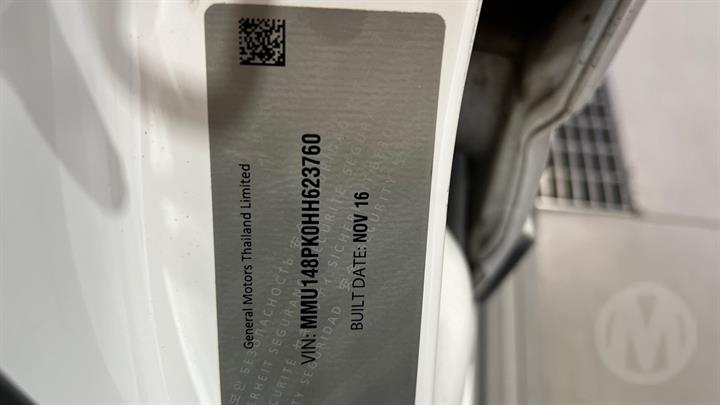 General Motors Thailand Limited
VIN: MMU148PK0HH623760
BUILT DATE: NOV 16
M